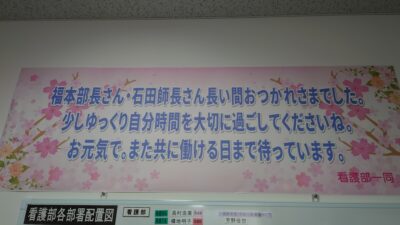 福本部長さん・石田師長さん長い間おつかれさまでした。
少しゆっくり自分時間を大切に過ごしてくださいね。
お元気で。また共に働ける日まで待っています。
看護部一同
看護部各部署配置図
看護部